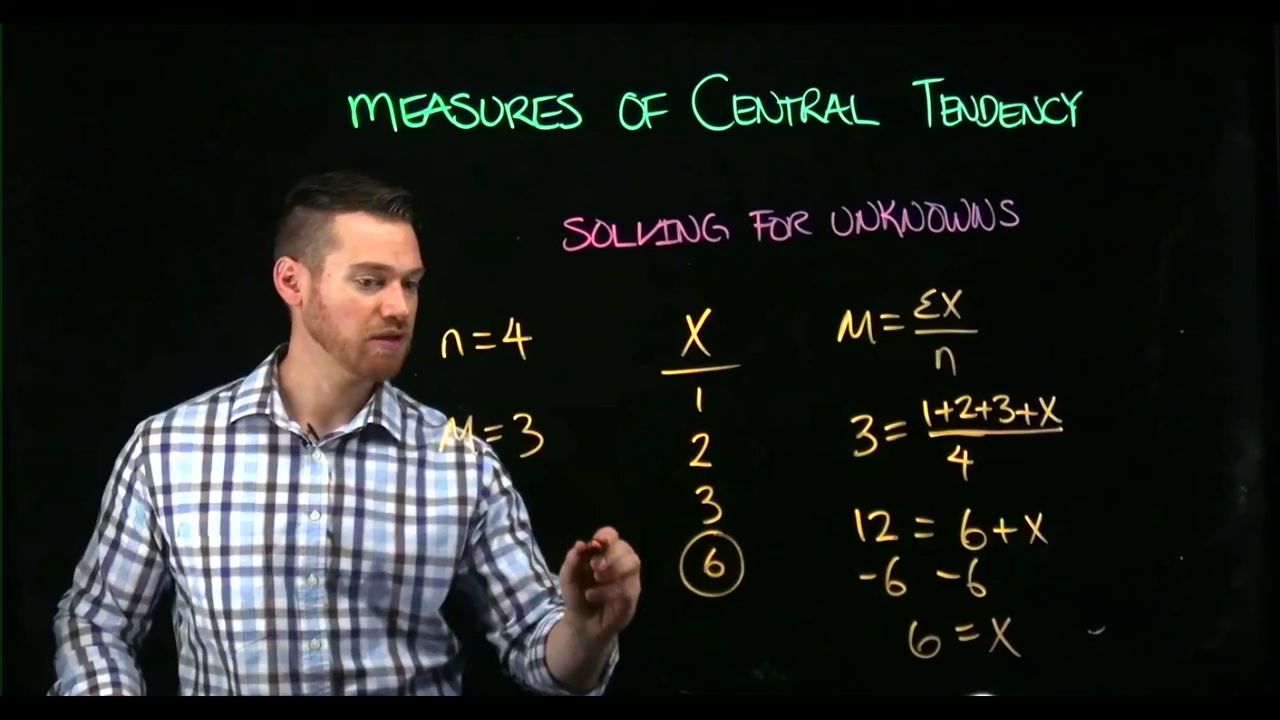 MEASURES OF CENTRAL TENDENCY
SOLVING FOR UNKNOWNS
n=4
M=3
X
1
2
3
6
M=ΣX/n
3=1+2+3+X/4
12=6+X
-6 -6
6=X